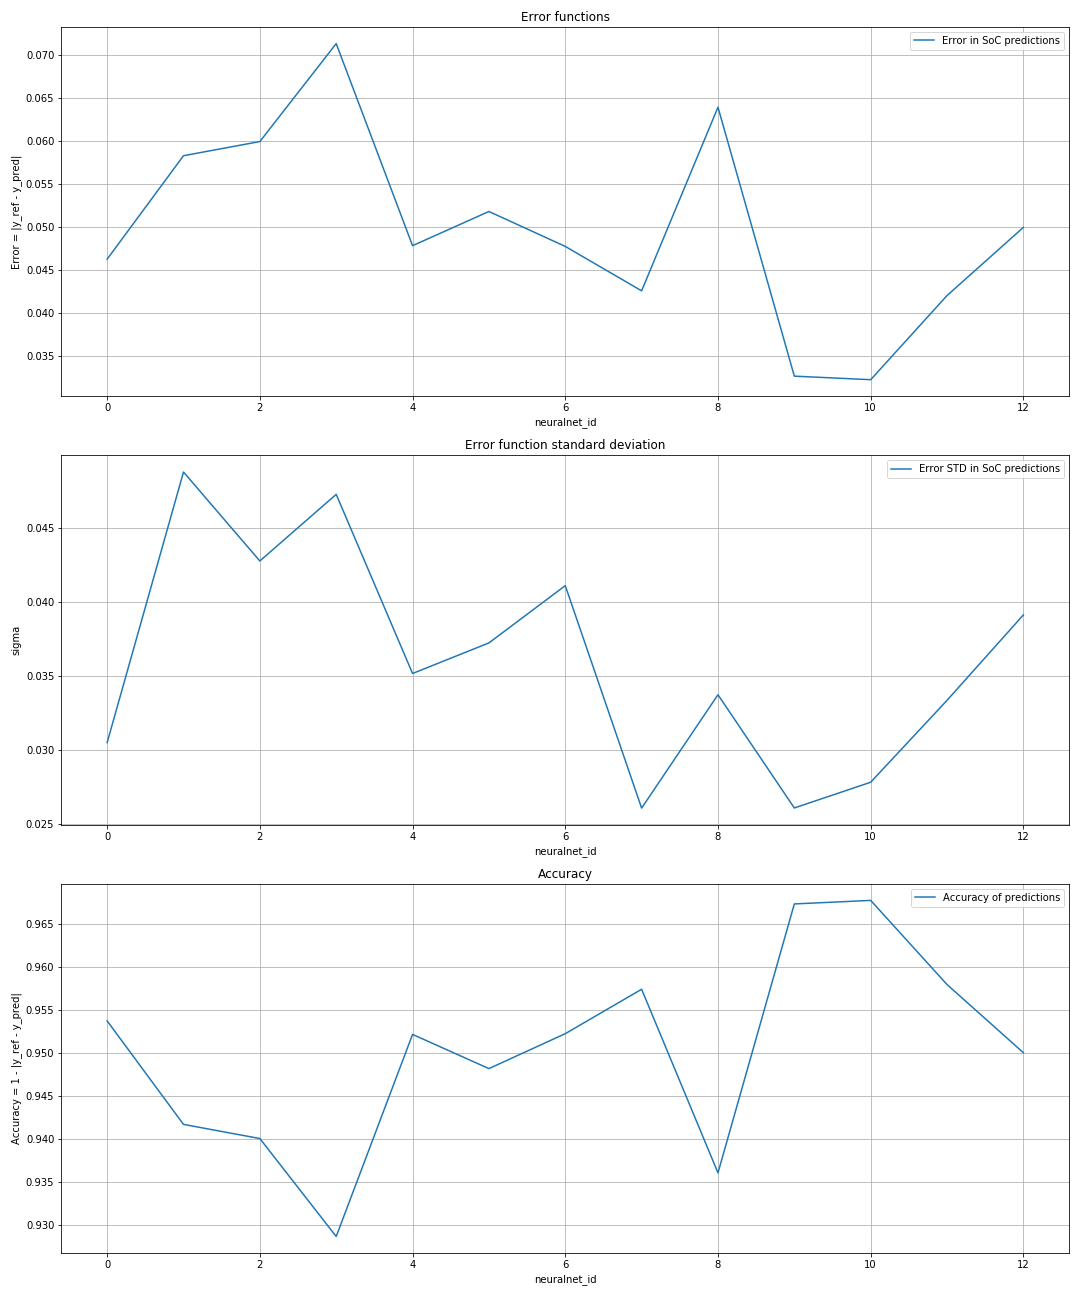 Error functions
Error in SoC predictions
0.070
0.065
0.060
0.055
0.050
0.045
0.040
0.035
Error = |y_ref - y_pred|
0 2 4 6 8 10 12
neuralnet_id
Error function standard deviation
Error STD in SoC predictions
0.045
0.040
0.035
0.030
0.025
sigma
0 2 4 6 8 10 12
neuralnet_id
Accuracy
Accuracy of predictions
0.965
0.960
0.955
0.950
0.945
0.940
0.935
0.930
Accuracy = 1 - |y_ref - y_pred|
0 2 4 6 8 10 12
neuralnet_id